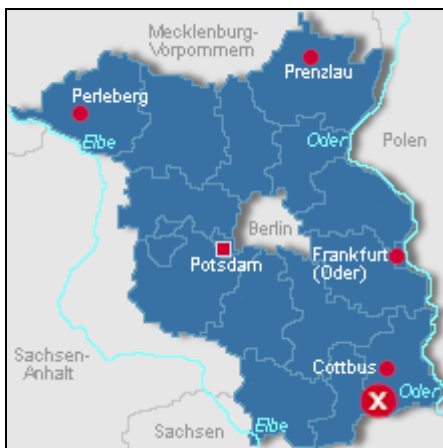 Mecklenburg-
Vorpommern
Prenzlau
Perleberg
Elbe
Oder
Polen
Berlin
Potsdam
Frankfurt
(Oder)
Sachsen-
Anhalt
Cottbus
X
Oder
Elbe
Sachsen